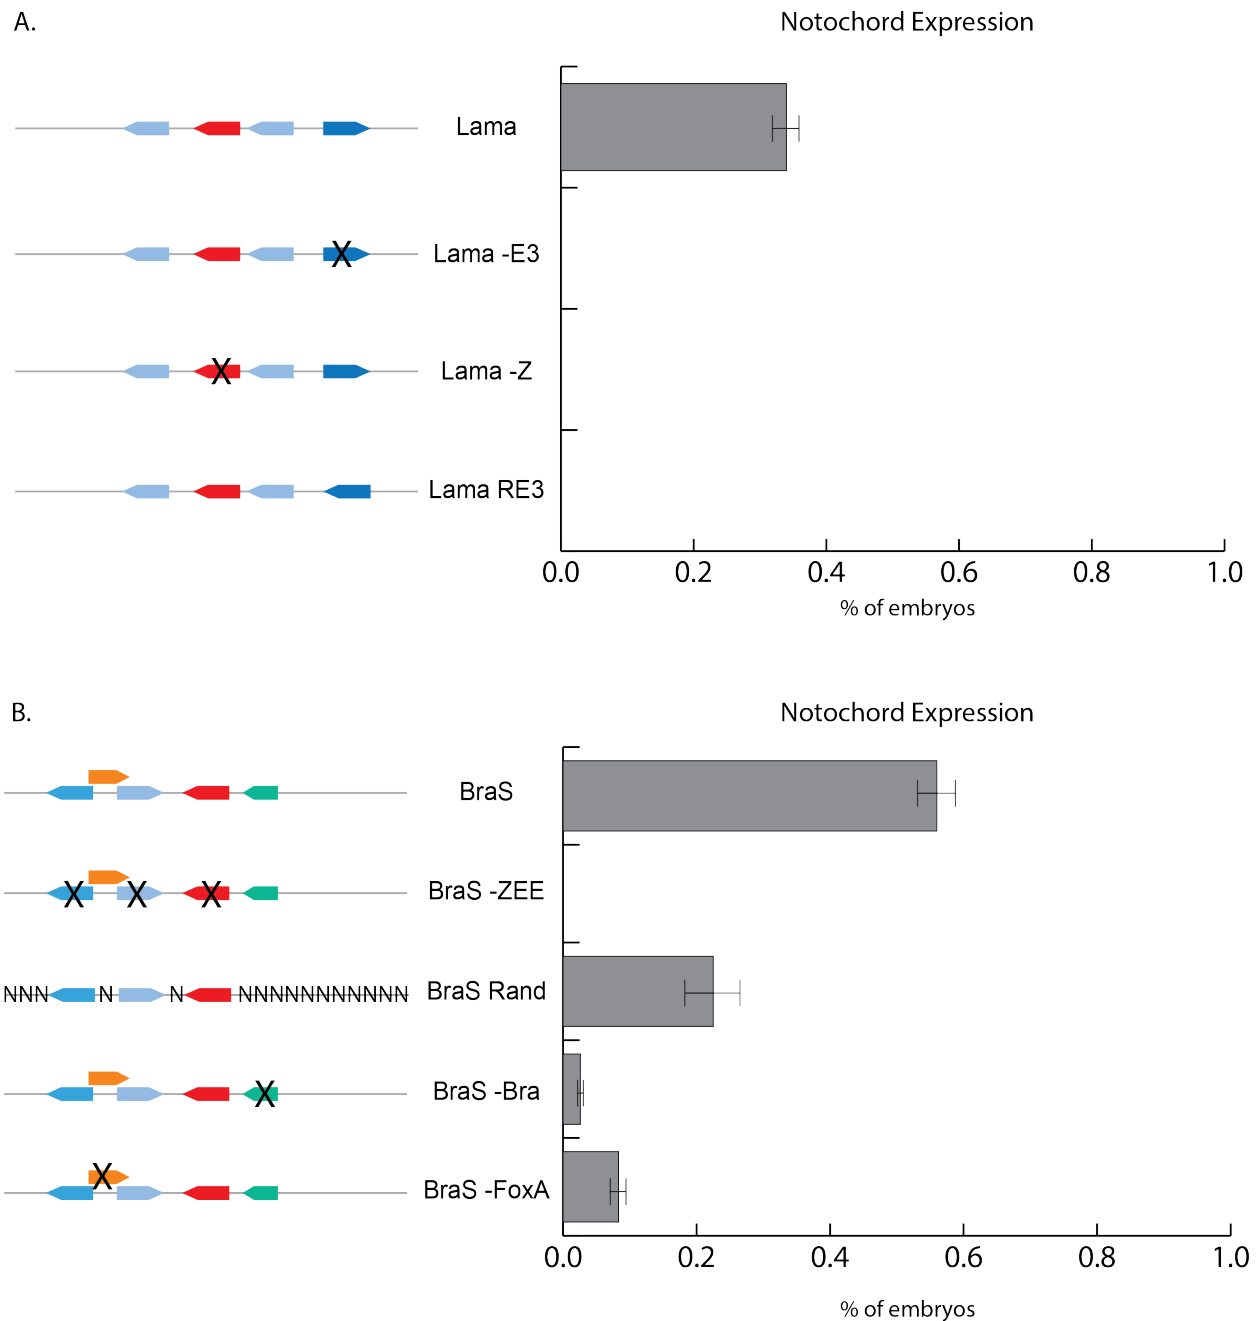 A.
Notochord Expression
Lama
X
Lama -E3
X
Lama -Z
Lama RE3
0.0 0.2 0.4 0.6 0.8 1.0
% of embryos
B.
Notochord Expression
BraS
X X X
BraS -ZEE
NNN N N NNNNNNNNNNN
BraS Rand
X
BraS -Bra
X
BraS -FoxA
0.0 0.2 0.4 0.6 0.8 1.0
% of embryos